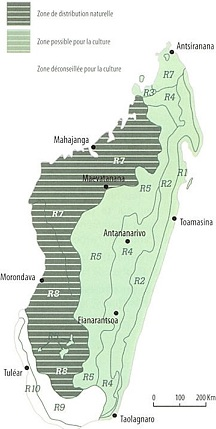 Zone de distribution naturelle
Zone possible pour la culture
Zone déconseillée pour la culture
Antsiranana
R7
R3
R4
Mahajanga
R7
R2
R1
Maevatanana
R5
Toamasina
R7
Antananarivo
R4
R5
R2
Morondava
R8
Fianarantsoa
Tuléar
R8
R5
R4
R10
R9
Taolagnaro
0 100 200 Km